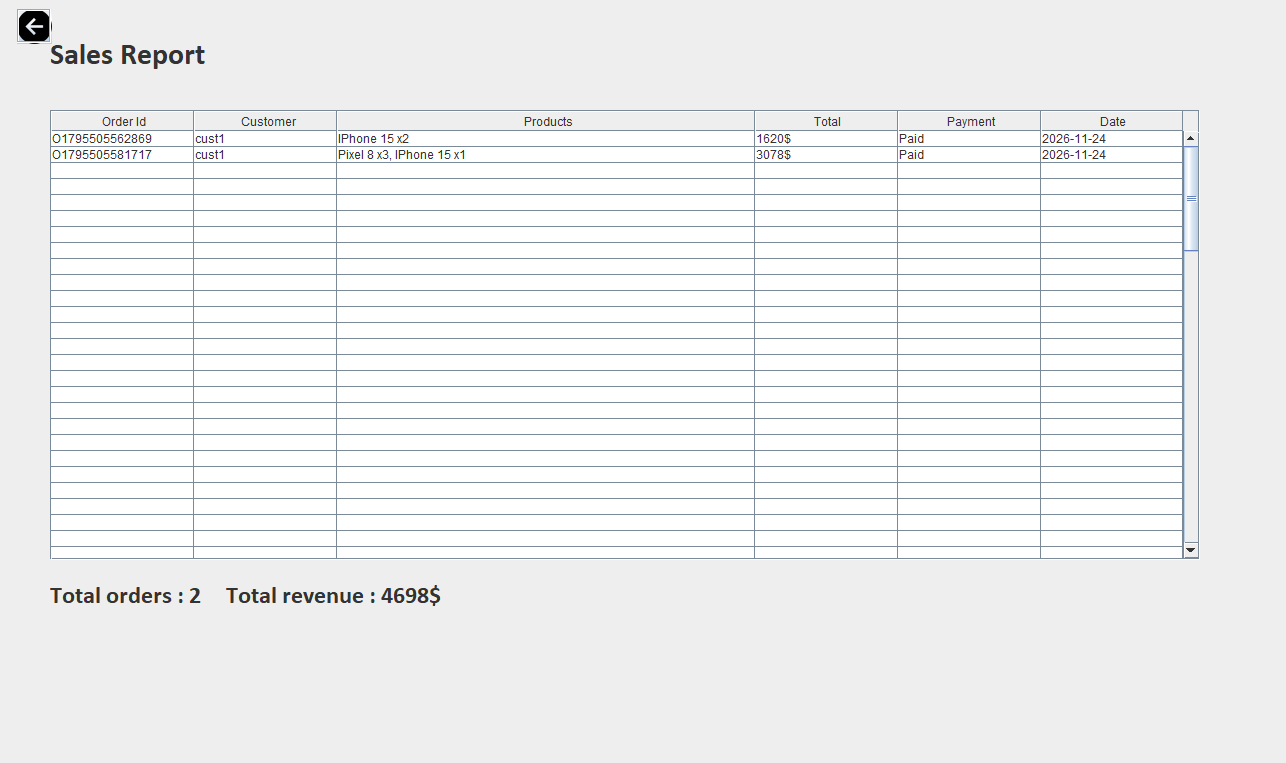 Sales Report
Order Id Customer Products Total Payment Date
O1795505562869 cust1 IPhone 15 x2 1620$ Paid 2026-11-24
O1795505581717 cust1 Pixel 8 x3, IPhone 15 x1 3078$ Paid 2026-11-24
Total orders : 2 Total revenue : 4698$